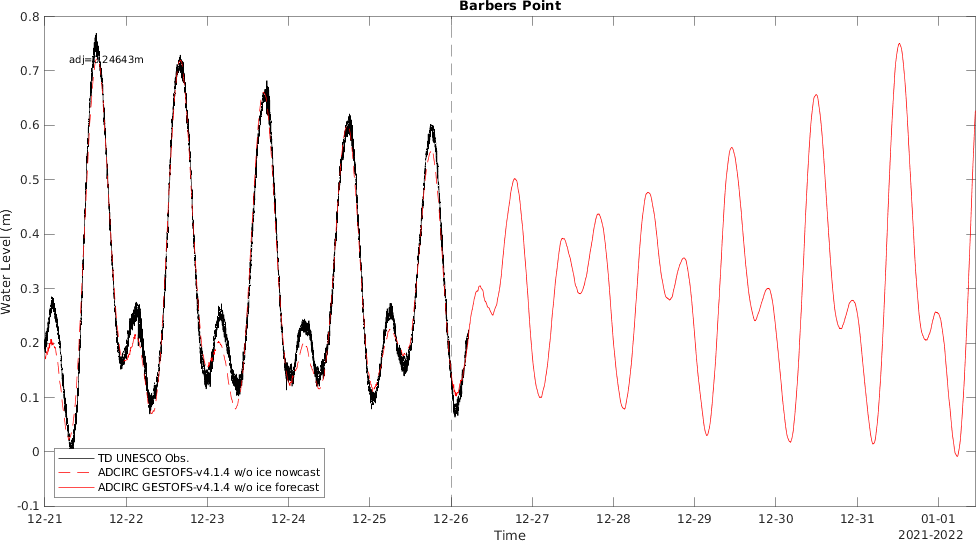 Barbers Point
Water Level (m)
0.8
0.7
0.6
0.5
0.4
0.3
0.2
0.1
0
-0.1
TD UNESCO Obs.
ADCIRC GESTOFS-v4.1.4 w/o ice nowcast
ADCIRC GESTOFS-v4.1.4 w/o ice forecast
12-21 12-22 12-23 12-24 12-25 12-26 12-27 12-28 12-29 12-30 12-31 01-01
Time
2021-2022